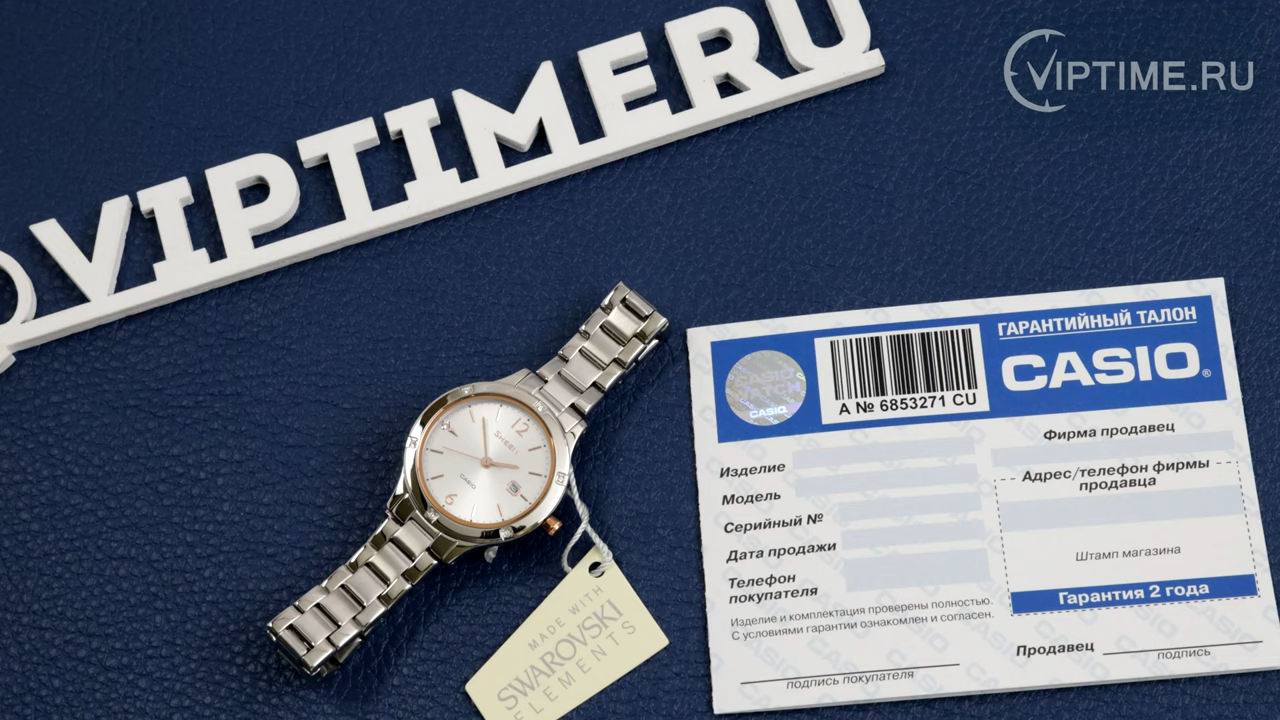 VIPTIME.RU
VIPTIMERU
ГАРАНТИЙНЫЙ ТАЛОН
CASIO®
CASIO
A № 6853271 CU
Фирма продавец
Изделие
Модель
Серийный №
Дата продажи
Телефон
покупателя
Адрес/телефон фирмы
продавца
Штамп магазина
Гарантия 2 года
Изделие и комплектация проверены полностью.
С условиями гарантии ознакомлен и согласен.
Продавец
подпись
подпись покупателя
12
SHEEN
CASIO
6
MADE WITH
SWAROVSKI
ELEMENTS